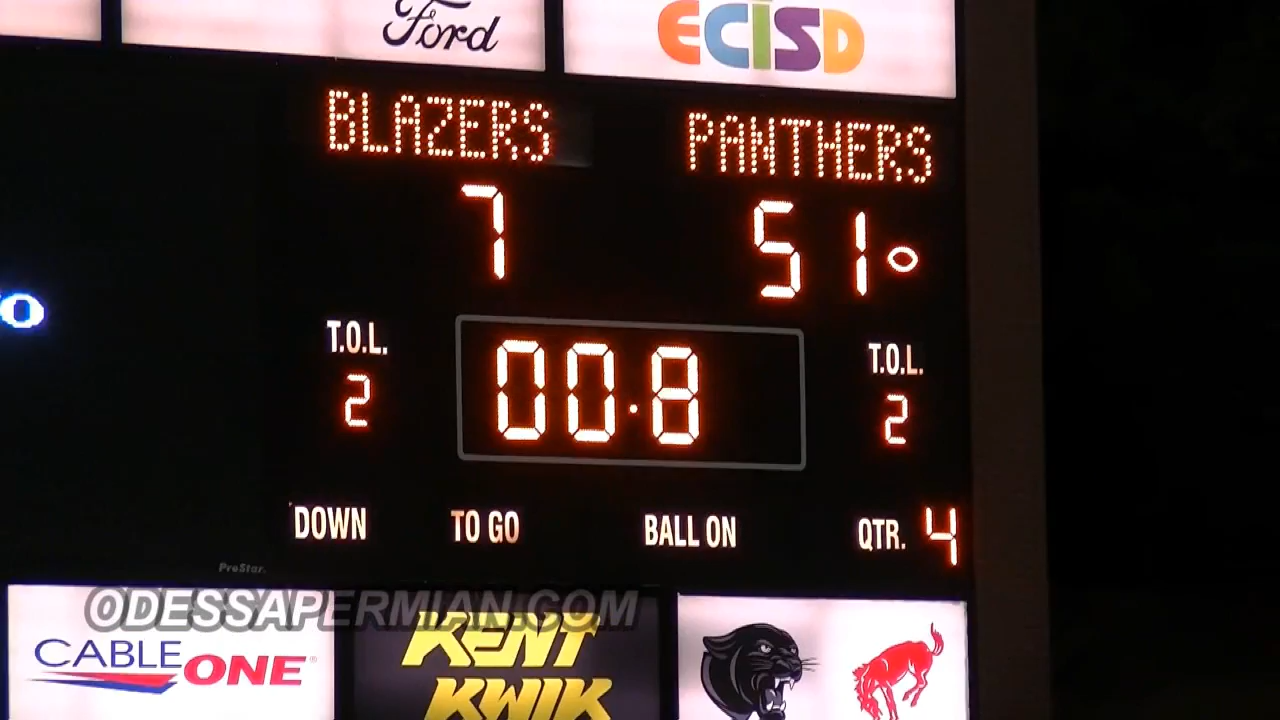 Ford
ECISD
BLAZERS PANTHERS
7 51
T.O.L. 00.8 T.O.L.
2 2
DOWN TO GO BALL ON QTR. 4
ProStar.
ODESSAPERMIAN.COM
CABLE ONE
KENT
KWIK